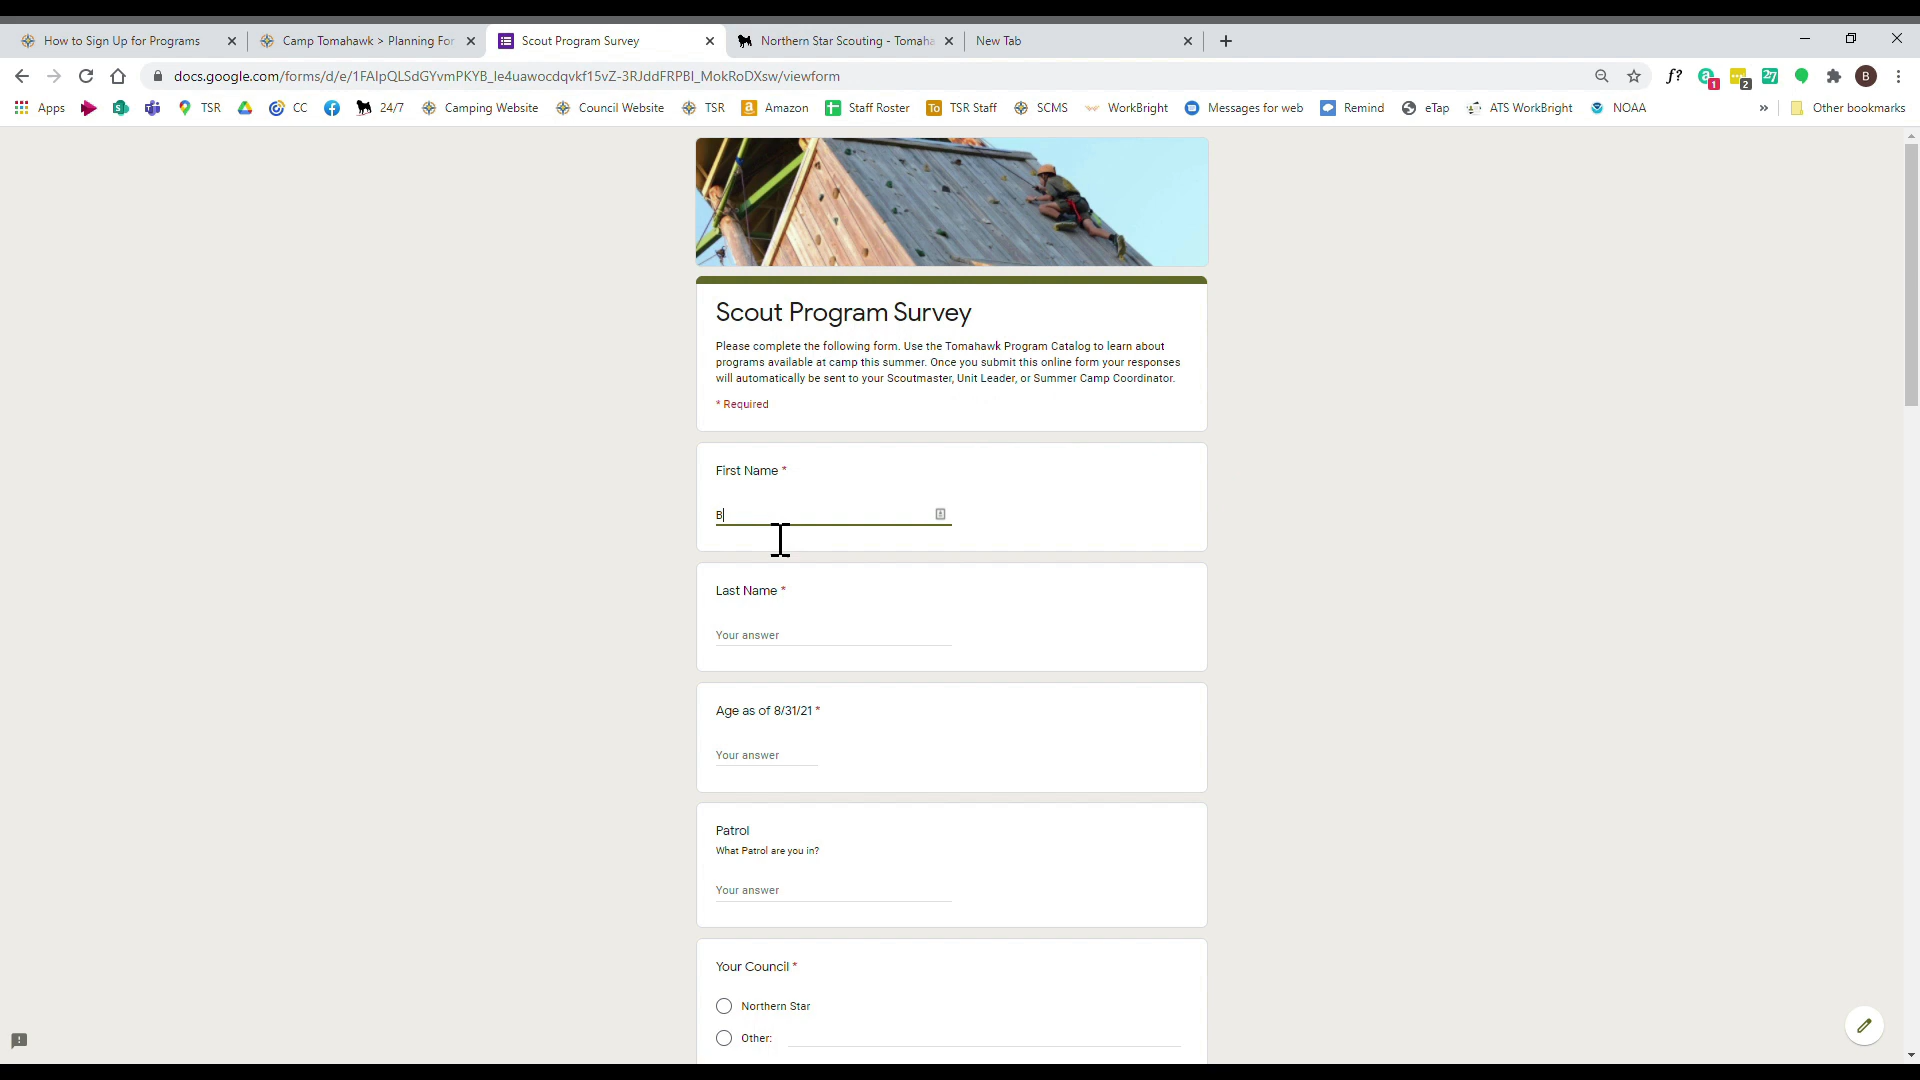 How to Sign Up for Programs
Camp Tomahawk > Planning For
Scout Program Survey
Northern Star Scouting - Tomaha
New Tab
docs.google.com/forms/d/e/1FAIpQLSdGYvmPKYB_le4uawocdqvkf15vZ-3RJddFRPBI_MokRoDXsw/viewform
f?
1
2
27
B
Apps
TSR
CC
24/7
Camping Website
Council Website
TSR
Amazon
Staff Roster
To
TSR Staff
SCMS
WorkBright
Messages for web
Remind
eTap
ATS WorkBright
NOAA
»
Other bookmarks
Scout Program Survey
Please complete the following form. Use the Tomahawk Program Catalog to learn about
programs available at camp this summer. Once you submit this online form your responses
will automatically be sent to your Scoutmaster, Unit Leader, or Summer Camp Coordinator.
* Required
First Name *
B
Last Name *
Your answer
Age as of 8/31/21 *
Your answer
Patrol
What Patrol are you in?
Your answer
Your Council *
Northern Star
Other: